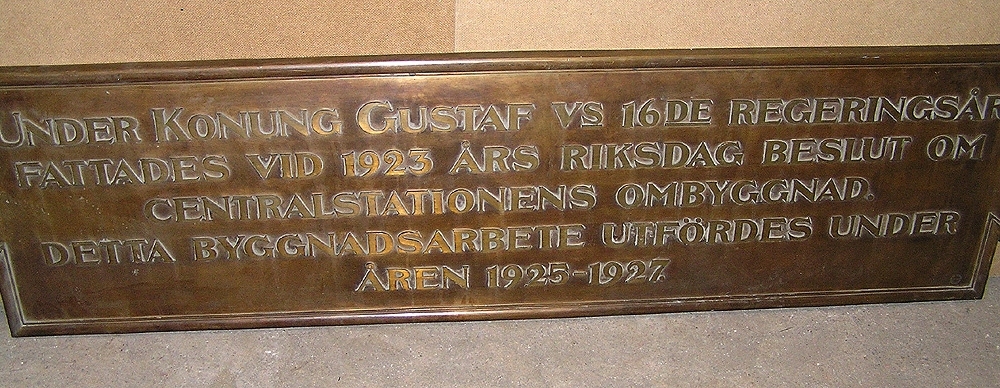 UNDER KONUNG GUSTAF VS 16DE REGERINGSÅR
FATTADES VID 1923 ÅRS RIKSDAG BESLUT OM
CENTRALSTATIONENS OMBYGGNAD.
DETTA BYGGNADSARBETE UTFÖRDES UNDER
ÅREN 1925-1927.